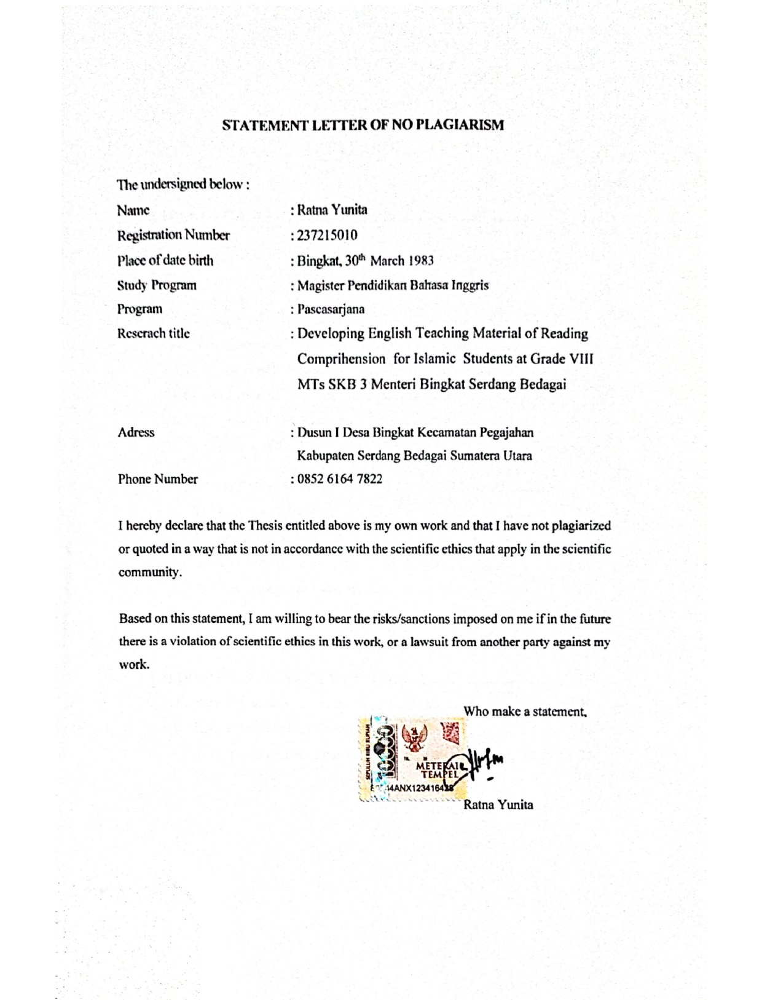 STATEMENT LETTER OF NO PLAGIARISM
The undersigned below :
Name : Ratna Yunita
Registration Number : 237215010
Place of date birth : Bingkat, 30th March 1983
Study Program : Magister Pendidikan Bahasa Inggris
Program : Pascasarjana
Reserach title : Developing English Teaching Material of Reading
Comprihension for Islamic Students at Grade VIII
MTs SKB 3 Menteri Bingkat Serdang Bedagai
Adress : Dusun I Desa Bingkat Kecamatan Pegajahan
Kabupaten Serdang Bedagai Sumatera Utara
Phone Number : 0852 6164 7822
I hereby declare that the Thesis entitled above is my own work and that I have not plagiarized
or quoted in a way that is not in accordance with the scientific ethics that apply in the scientific
community.
Based on this statement, I am willing to bear the risks/sanctions imposed on me if in the future
there is a violation of scientific ethics in this work, or a lawsuit from another party against my
work.
Who make a statement,
SEPULUH RIBU RUPIAH
10000
METERAI
TEMPEL
Ratna Yunita